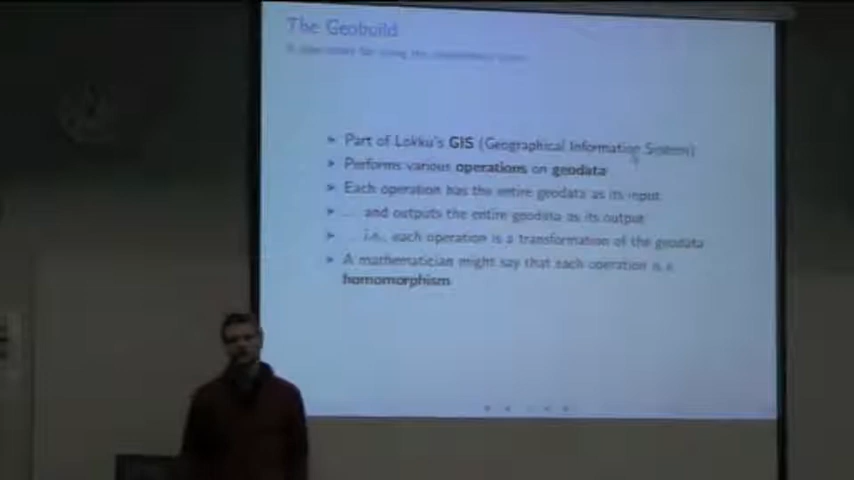 The Geobuild
➤ Part of Lokku's GIS (Geographical Information System)
➤ Performs various operations on geodata
➤ Each operation has the entire geodata as its input
➤ ... and outputs the entire geodata as its output
➤ ... i.e., each operation is a transformation of the geodata
➤ A mathematician might say that each operation is a
homomorphism